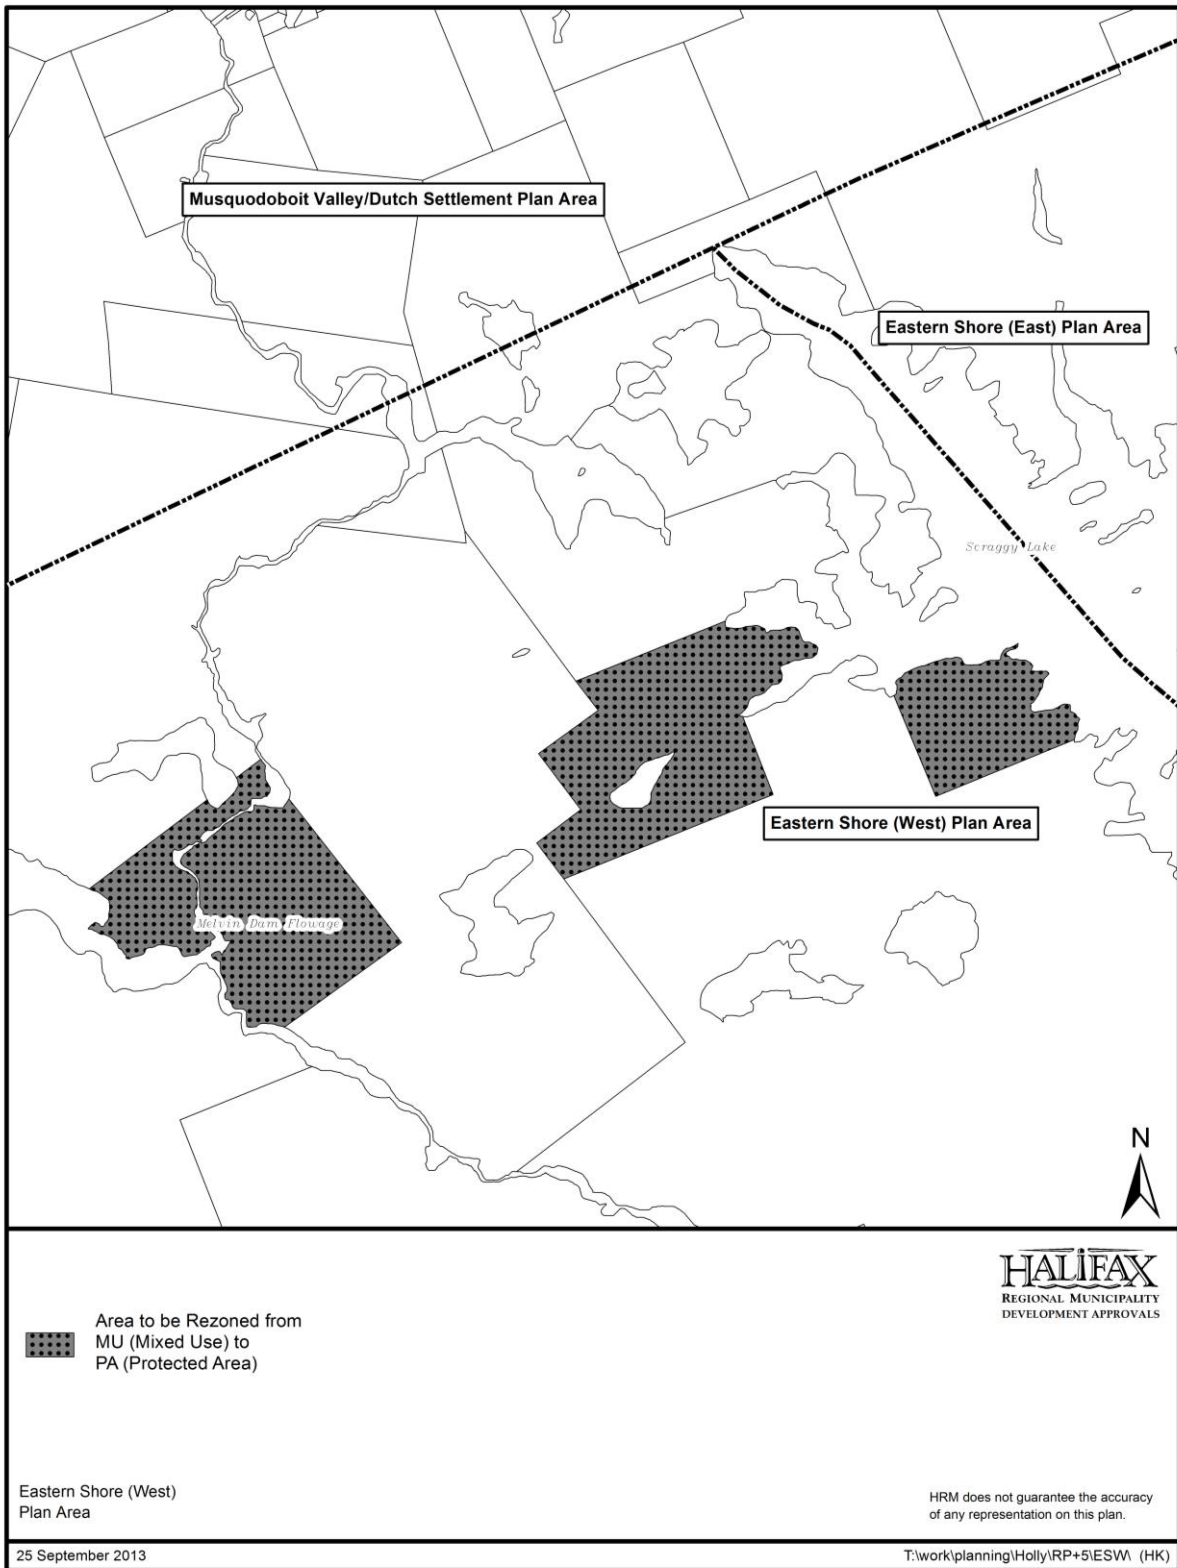 Musquodoboit Valley/Dutch Settlement Plan Area
Eastern Shore (East) Plan Area
Scraggy Lake
Eastern Shore (West) Plan Area
Melvin Dam Flowage
N
HALIFAX
REGIONAL MUNICIPALITY
DEVELOPMENT APPROVALS
Area to be Rezoned from
MU (Mixed Use) to
PA (Protected Area)
Eastern Shore (West)
Plan Area
HRM does not guarantee the accuracy
of any representation on this plan.
25 September 2013
T:\work\planning\Holly\RP+5\ESW\ (HK)